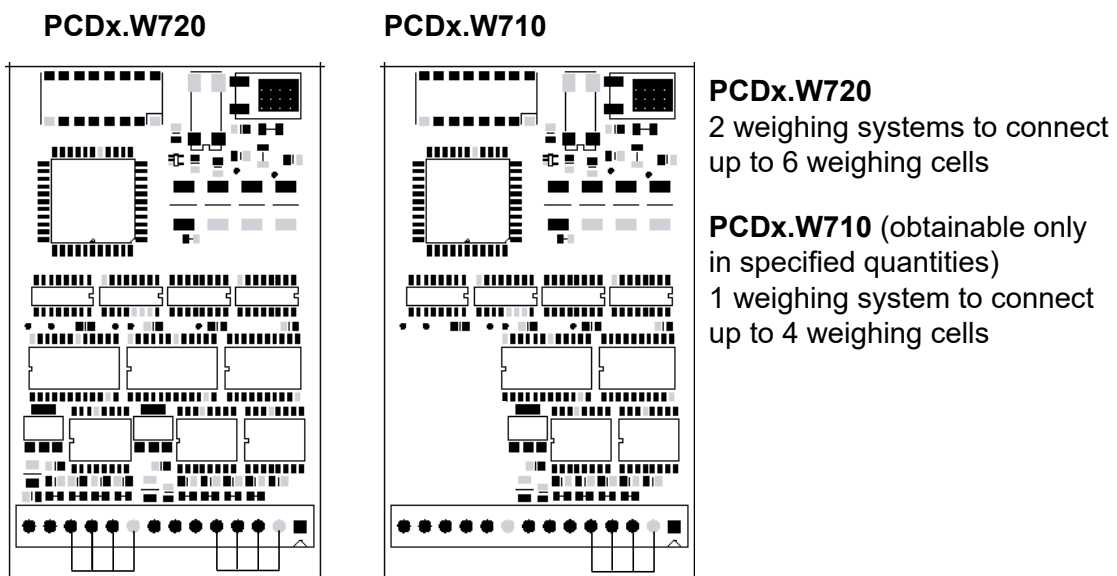 PCDx.W720
PCDx.W710
PCDx.W720
2 weighing systems to connect
up to 6 weighing cells
PCDx.W710 (obtainable only
in specified quantities)
1 weighing system to connect
up to 4 weighing cells